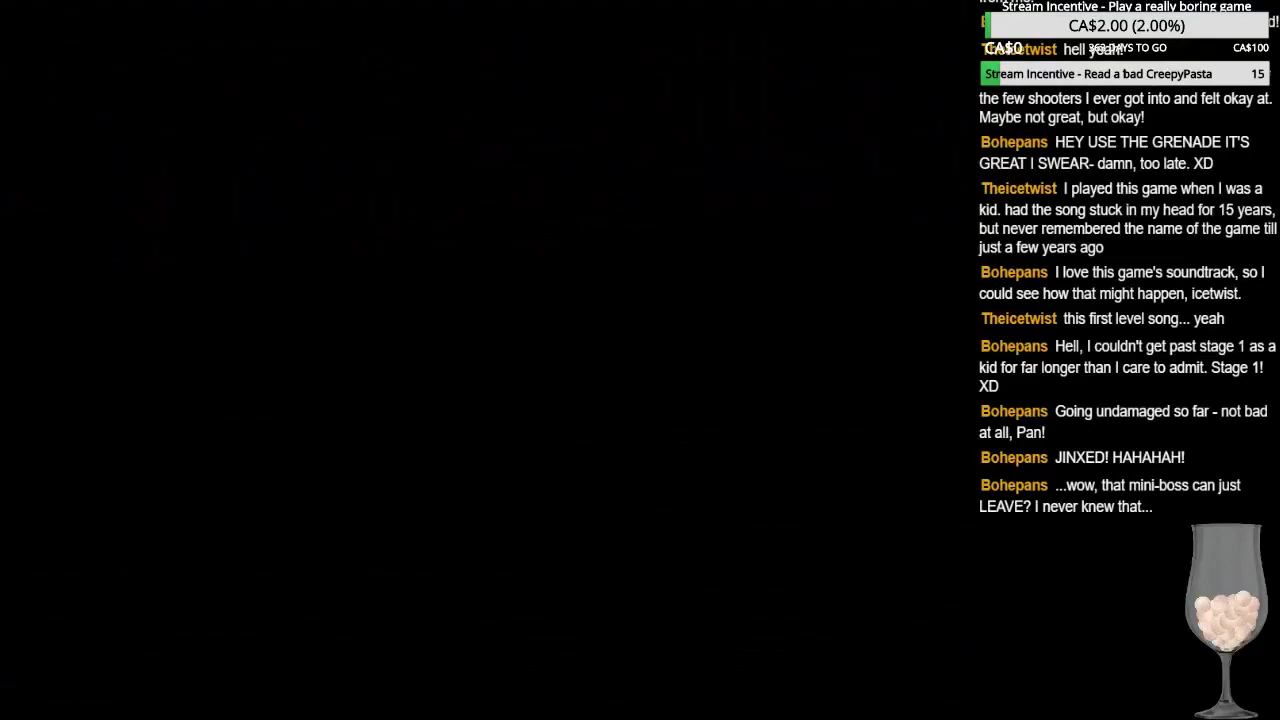 Stream Incentive - Play a really boring game
CA$2.00 (2.00%)
Theicetwist hell yeah!
CA$0 363 DAYS TO GO CA$100
Stream Incentive - Read a bad CreepyPasta 15
the few shooters I ever got into and felt okay at.
Maybe not great, but okay!
Bohepans HEY USE THE GRENADE IT'S
GREAT I SWEAR- damn, too late. XD
Theicetwist I played this game when I was a
kid. had the song stuck in my head for 15 years,
but never remembered the name of the game till
just a few years ago
Bohepans I love this game's soundtrack, so I
could see how that might happen, icetwist.
Theicetwist this first level song... yeah
Bohepans Hell, I couldn't get past stage 1 as a
kid for far longer than I care to admit. Stage 1!
XD
Bohepans Going undamaged so far - not bad
at all, Pan!
Bohepans JINXED! HAHAHAH!
Bohepans ...wow, that mini-boss can just
LEAVE? I never knew that...